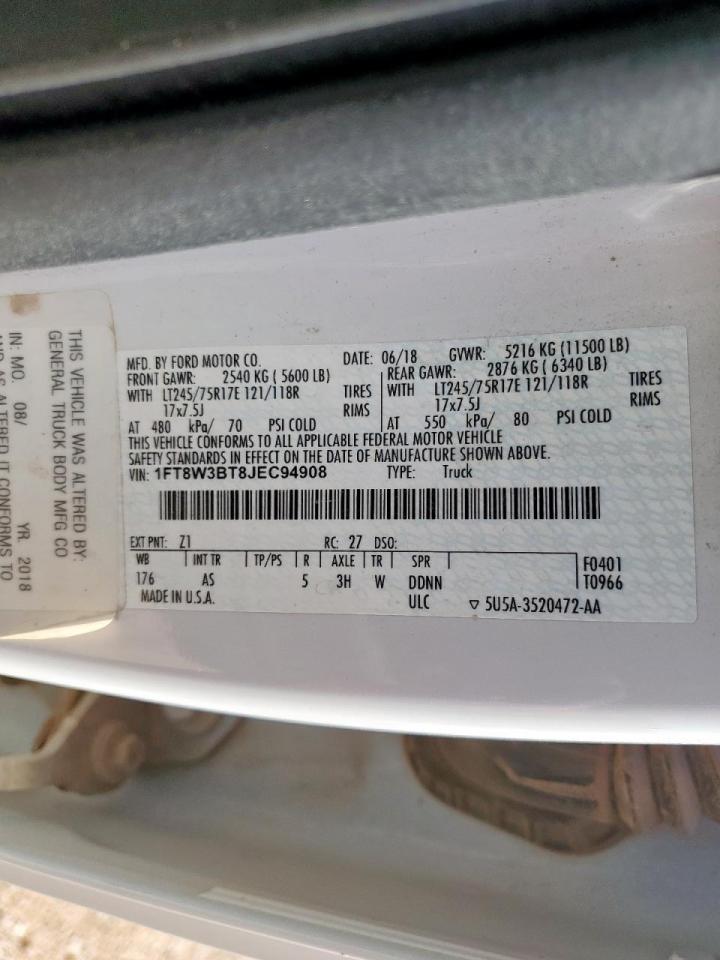 THIS VEHICLE WAS ALTERED BY:
GENERAL TRUCK BODY MFG CO
IN: MO 08/ YR. 2018
AND AS ALTERED IT CONFORMS TO
MFD. BY FORD MOTOR CO. DATE: 06/18 GVWR: 5216 KG (11500 LB)
FRONT GAWR: 2540 KG ( 5600 LB) REAR GAWR: 2876 KG ( 6340 LB)
WITH LT245/75R17E 121/118R TIRES WITH LT245/75R17E 121/118R TIRES
17x7.5J RIMS 17x7.5J RIMS
AT 480 kPa/ 70 PSI COLD AT 550 kPa/ 80 PSI COLD
THIS VEHICLE CONFORMS TO ALL APPLICABLE FEDERAL MOTOR VEHICLE
SAFETY STANDARDS IN EFFECT ON THE DATE OF MANUFACTURE SHOWN ABOVE.
VIN: 1FT8W3BT8JEC94908 TYPE: Truck
EXT PNT: Z1 RC: 27 DSO:
WB INT TR TP/PS R AXLE TR SPR F0401
176 AS 5 3H W DDNN T0966
MADE IN U.S.A. ULC ▽ 5U5A-3520472-AA